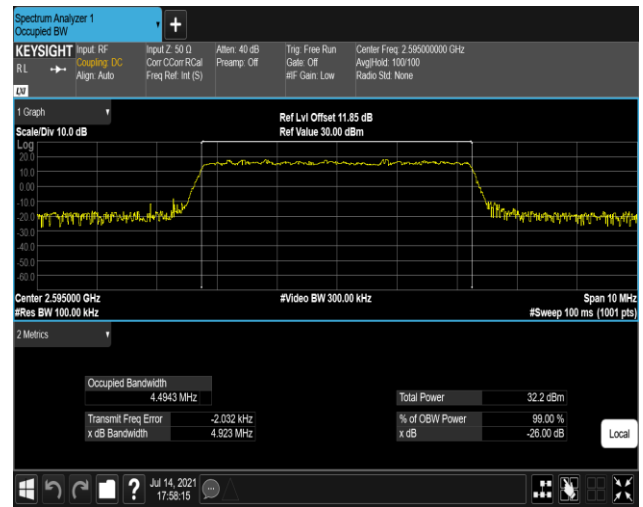 Spectrum Analyzer 1
Occupied BW
+
KEYSIGHT Input: RF Input Z: 50 Ω Atten: 40 dB Trig: Free Run Center Freq: 2.595000000 GHz
RL Coupling: DC Corr CCorr RCal Preamp: Off Gate: Off Avg|Hold: 100/100
Align: Auto Freq Ref: Int (S) #IF Gain: Low Radio Std: None
1 Graph
Ref Lvl Offset 11.85 dB
Scale/Div 10.0 dB Ref Value 30.00 dBm
Log
20.0
10.0
0.00
-10.0
-20.0
-30.0
-40.0
-50.0
-60.0
Center 2.595000 GHz #Video BW 300.00 kHz Span 10 MHz
#Res BW 100.00 kHz #Sweep 100 ms (1001 pts)
2 Metrics
Occupied Bandwidth
4.4943 MHz Total Power 32.2 dBm
Transmit Freq Error -2.032 kHz % of OBW Power 99.00 %
x dB Bandwidth 4.923 MHz x dB -26.00 dB
Local
? Jul 14, 2021
17:58:15